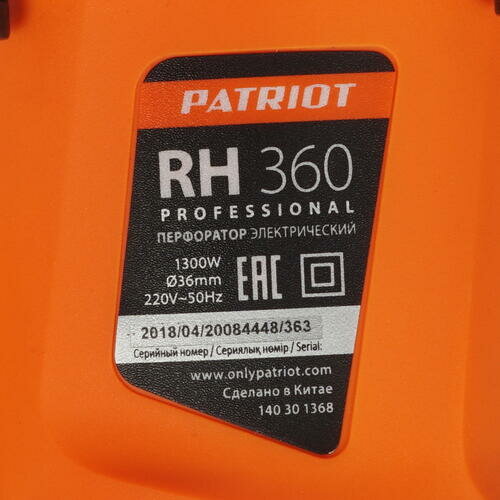 PATRIOT
RH 360
PROFESSIONAL
ПЕРФОРАТОР ЭЛЕКТРИЧЕСКИЙ
1300W
Ø36mm
220V~50Hz
EAC
2018/04/20084448/363
Серийный номер / Сериялық нөмір / Serial:
www.onlypatriot.com
Сделано в Китае
140 30 1368